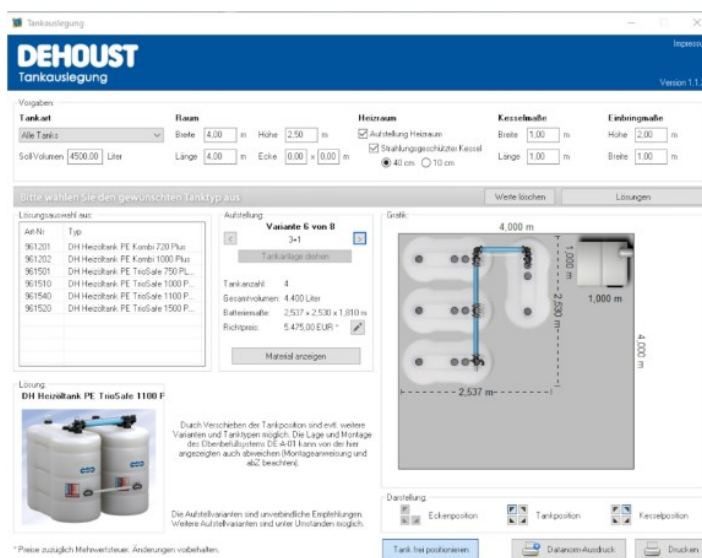 Tankauslegung
DEHOUST
Tankauslegung
Impressu
Version 1.1.
Vorgaben:
Tankart
Raum
Heizraum
Kesselmaße
Einbringmaße
Alle Tanks
Breite 4,00 m Höhe 2,50 m
Aufstellung Heizraum
Breite 1,00 m
Höhe 2,00 m
Strahlungsgeschützter Kessel
Soll-Volumen 4500,00 Liter
Länge 4,00 m Ecke 0,00 x 0,00 m
40 cm 10 cm
Länge 1,00 m
Breite 1,00 m
Bitte wählen Sie den gewünschten Tanktyp aus
Werte löschen
Lösungen
Lösungsauswahl aus:
Art-Nr Typ
961201 DH Heizöltank PE Kombi 720 Plus
961202 DH Heizöltank PE Kombi 1000 Plus
961501 DH Heizöltank PE TrioSafe 750 PL...
961510 DH Heizöltank PE TrioSafe 1000 P...
961540 DH Heizöltank PE TrioSafe 1100 P...
961520 DH Heizöltank PE TrioSafe 1500 P...
Aufstellung:
Variante 6 von 8
< 3+1 >
Tankanlage drehen
Tankanzahl: 4
Gesamtvolumen: 4.400 Liter
Batteriemaße: 2,537 x 2,530 x 1,810 m
Richtpreis: 5.475,00 EUR *
Material anzeigen
Grafik:
4,000 m
1,000 m
1,000 m
2,530 m
4,000 m
2,537 m
Lösung:
DH Heizöltank PE TrioSafe 1100 P
Durch Verschieben der Tankposition sind evtl. weitere
Varianten und Tanktypen möglich. Die Lage und Montage
des Obenbefüllsystems DE-A-01 kann von der hier
angezeigten auch abweichen (Montageanweisung und
abZ beachten).
Die Aufstellvarianten sind unverbindliche Empfehlungen.
Weitere Aufstellvarianten sind unter Umständen möglich.
Darstellung:
Eckenposition
Tankposition
Kesselposition
* Preise zuzüglich Mehrwertsteuer. Änderungen vorbehalten.
Tank frei positionieren
Datanorm-Ausdruck
Drucken